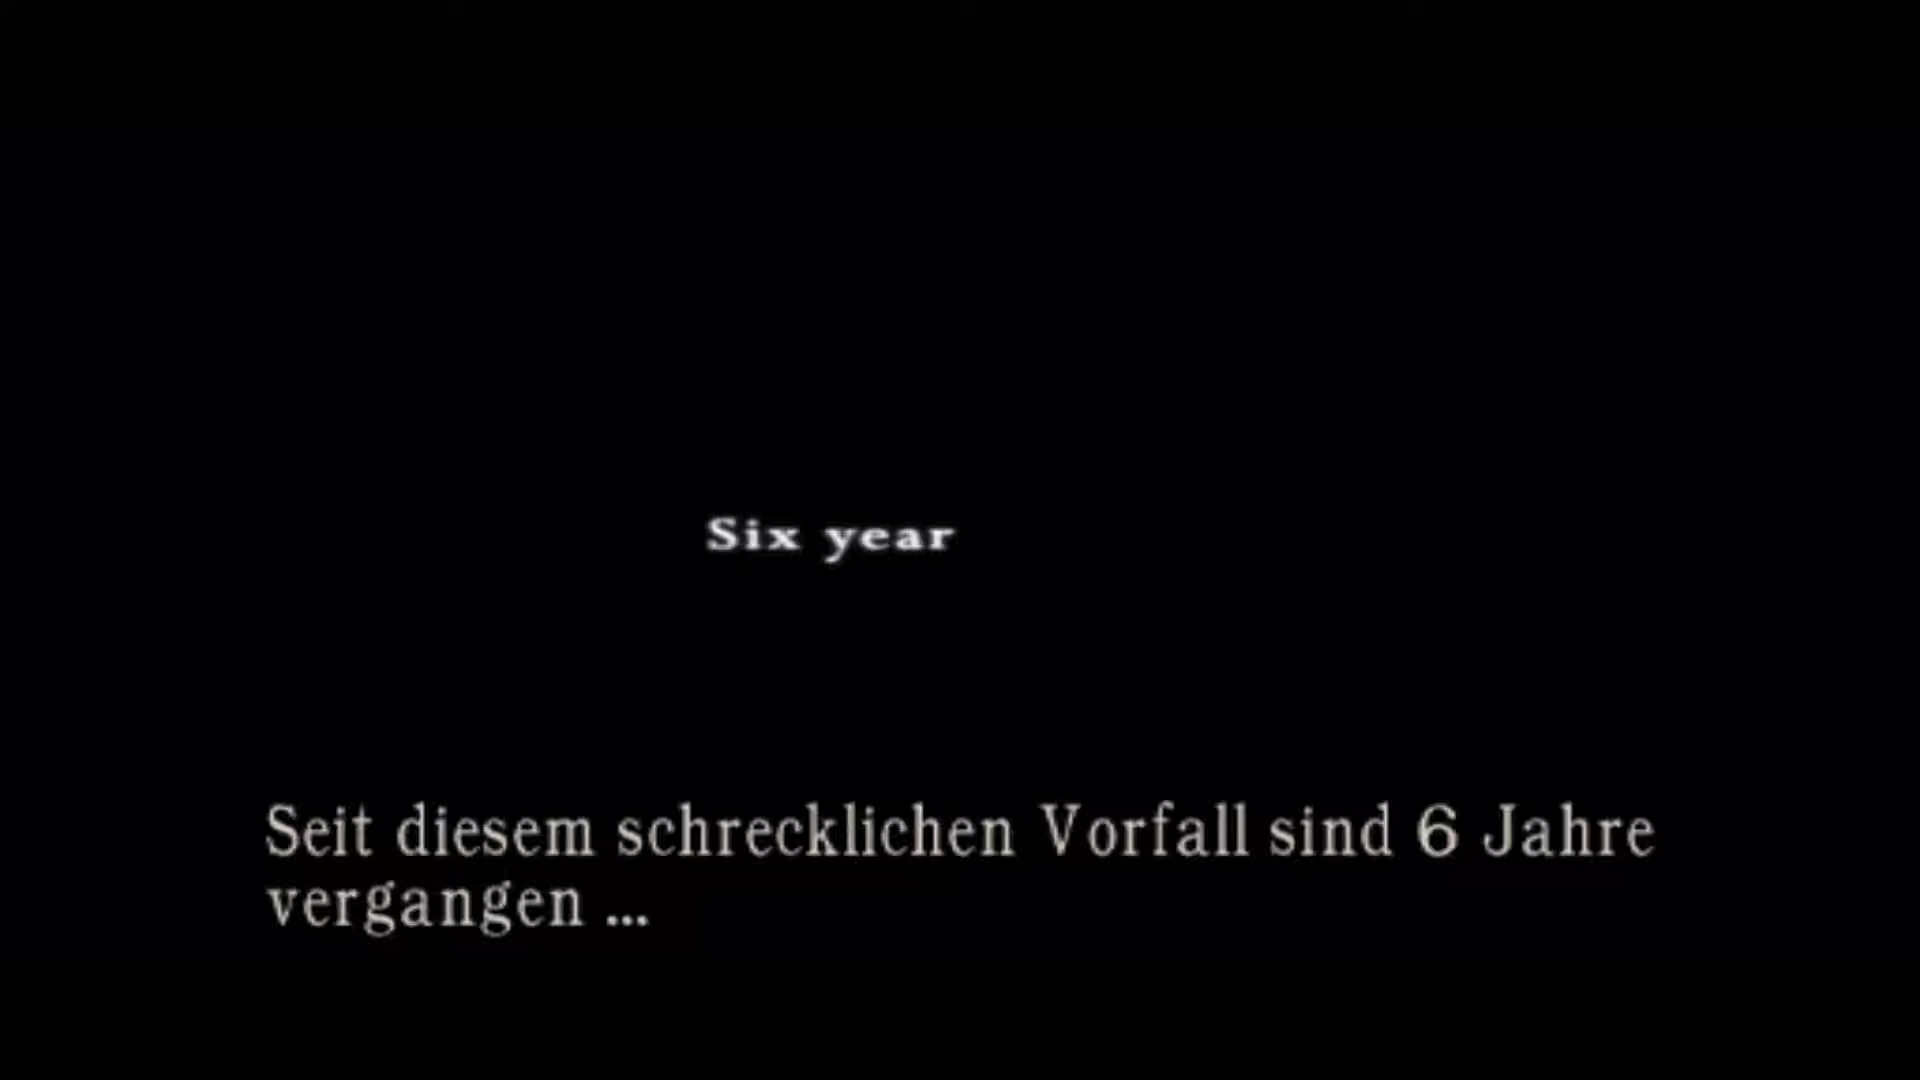 Six year
Seit diesem schrecklichen Vorfall sind 6 Jahre
vergangen ...